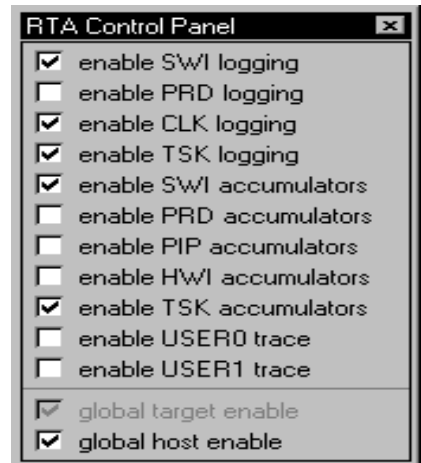 RTA Control Panel
enable SWI logging
enable PRD logging
enable CLK logging
enable TSK logging
enable SWI accumulators
enable PRD accumulators
enable PIP accumulators
enable HWI accumulators
enable TSK accumulators
enable USER0 trace
enable USER1 trace
global target enable
global host enable